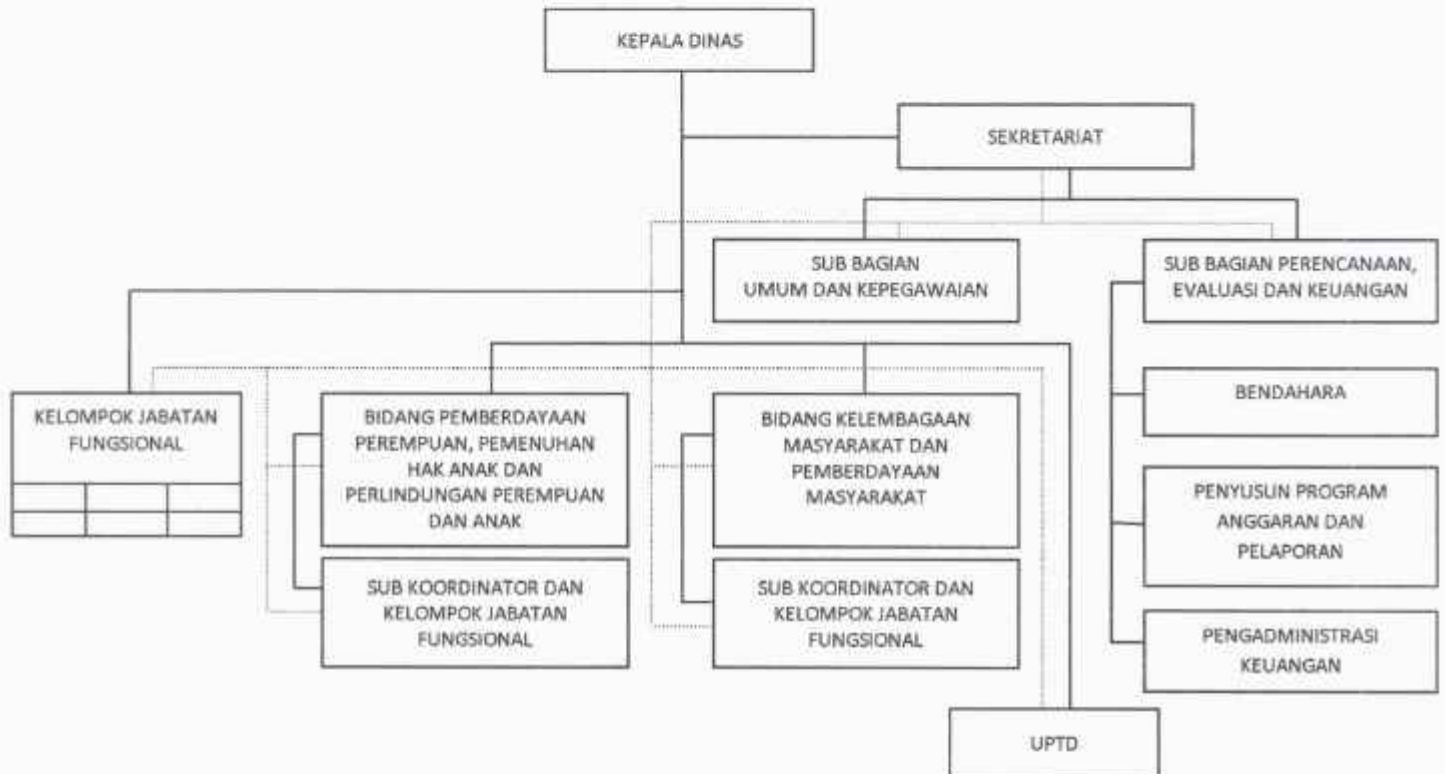 KEPALA DINAS
SEKRETARIAT
SUB BAGIAN
UMUM DAN KEPEGAWAIAN
SUB BAGIAN PERENCANAAN,
EVALUASI DAN KEUANGAN
KELOMPOK JABATAN
FUNGSIONAL
BIDANG PEMBERDAYAAN
PEREMPUAN, PEMENUHAN
HAK ANAK DAN
PERLINDUNGAN PEREMPUAN
DAN ANAK
BIDANG KELEMBAGAAN
MASYARAKAT DAN
PEMBERDAYAAN
MASYARAKAT
BENDAHARA
PENYUSUN PROGRAM
ANGGARAN DAN
PELAPORAN
SUB KOORDINATOR DAN
KELOMPOK JABATAN
FUNGSIONAL
SUB KOORDINATOR DAN
KELOMPOK JABATAN
FUNGSIONAL
PENGADMINISTRASI
KEUANGAN
UPTD